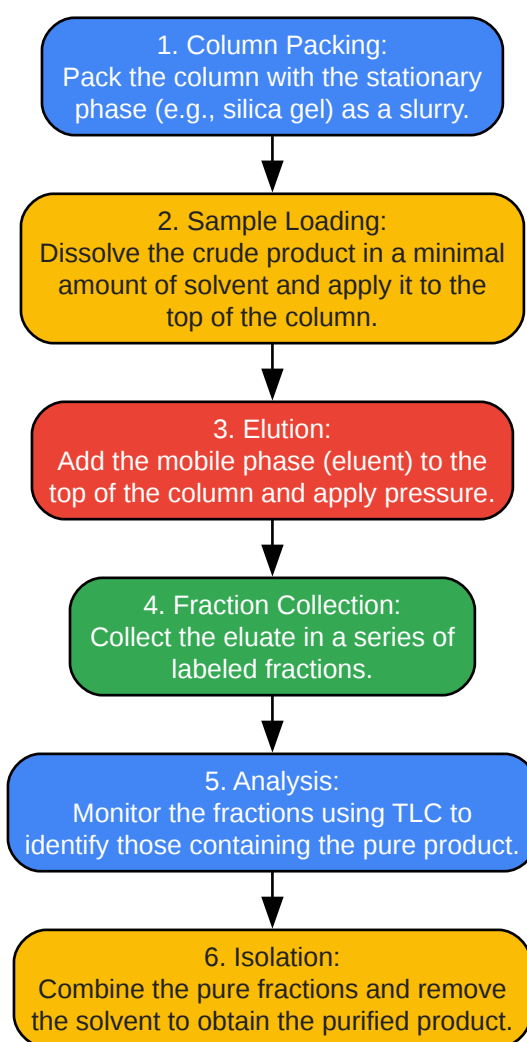 1. Column Packing:
Pack the column with the stationary
phase (e.g., silica gel) as a slurry.
2. Sample Loading:
Dissolve the crude product in a minimal
amount of solvent and apply it to the
top of the column.
3. Elution:
Add the mobile phase (eluent) to the
top of the column and apply pressure.
4. Fraction Collection:
Collect the eluate in a series of
labeled fractions.
5. Analysis:
Monitor the fractions using TLC to
identify those containing the pure product.
6. Isolation:
Combine the pure fractions and remove
the solvent to obtain the purified product.